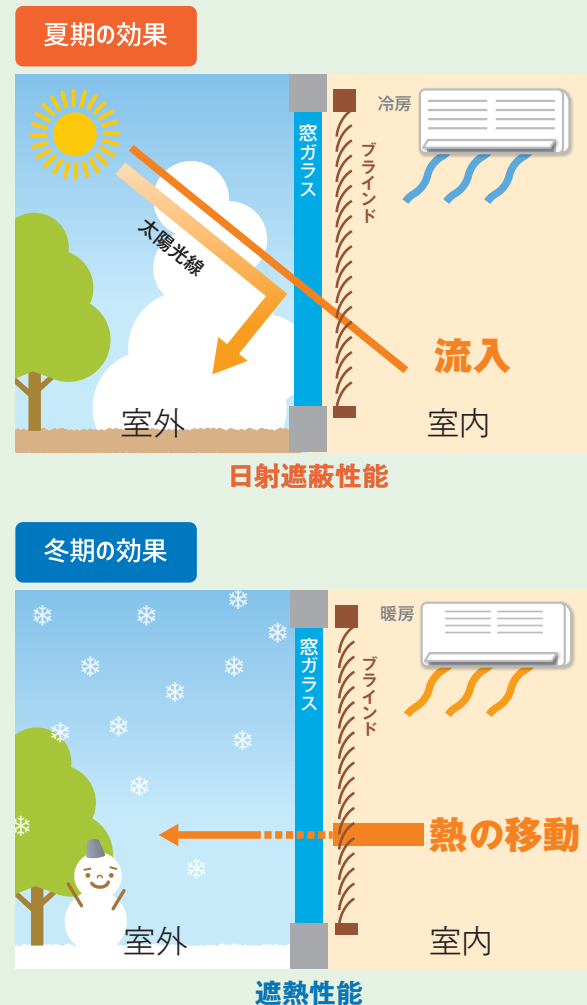 夏期の効果
冷房
窓ガラス
ブラインド
太陽光線
流入
室外
室内
日射遮蔽性能
冬期の効果
暖房
窓ガラス
ブラインド
熱の移動
室外
室内
遮熱性能